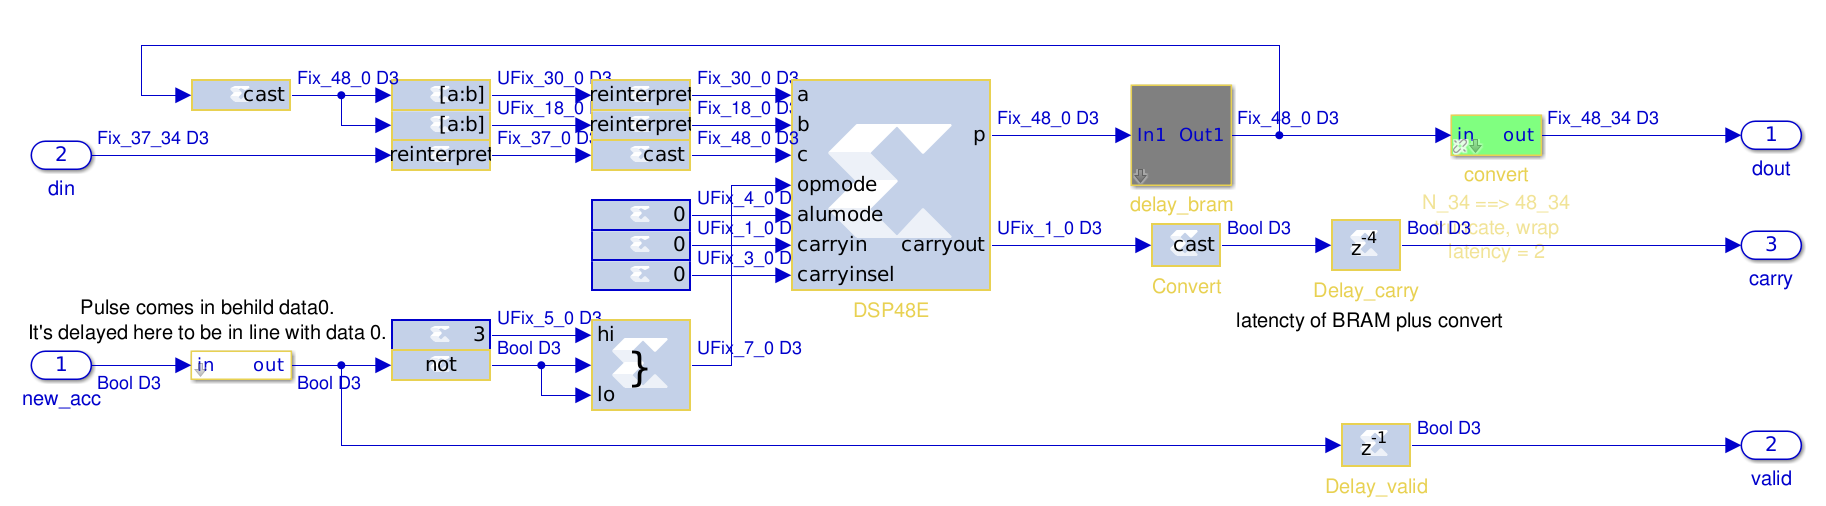 Fix_48_0 D3
UFix_30_0 D3
Fix_30_0 D3
cast
[a:b]
reinterpret
a
UFix_18_0
Fix_18_0 D3
[a:b]
reinterpret
b
p
Fix_48_0 D3
In1 Out1
Fix_48_0 D3
in out
Fix_48_34 D3
1
dout
2
din
Fix_37_34 D3
reinterpret
Fix_37_0 D3
cast
Fix_48_0 D3
c
opmode
delay_bram
convert
N_34 ==> 48_34
cate, wrap
latency = 2
0
UFix_4_0 D
alumode
0
UFix_1_0 D
carryin
carryout
UFix_1_0 D3
cast
Convert
Bool D3
z-4
Delay_carry
Bool D3
3
carry
0
UFix_3_0 D
carryinsel
DSP48E
latencty of BRAM plus convert
Pulse comes in behild data0.
It's delayed here to be in line with data 0.
3
UFix_5_0 D3
hi
not
Bool D3
}
lo
UFix_7_0 D3
1
new_acc
Bool D3
in out
Bool D3
z-1
Delay_valid
Bool D3
2
valid